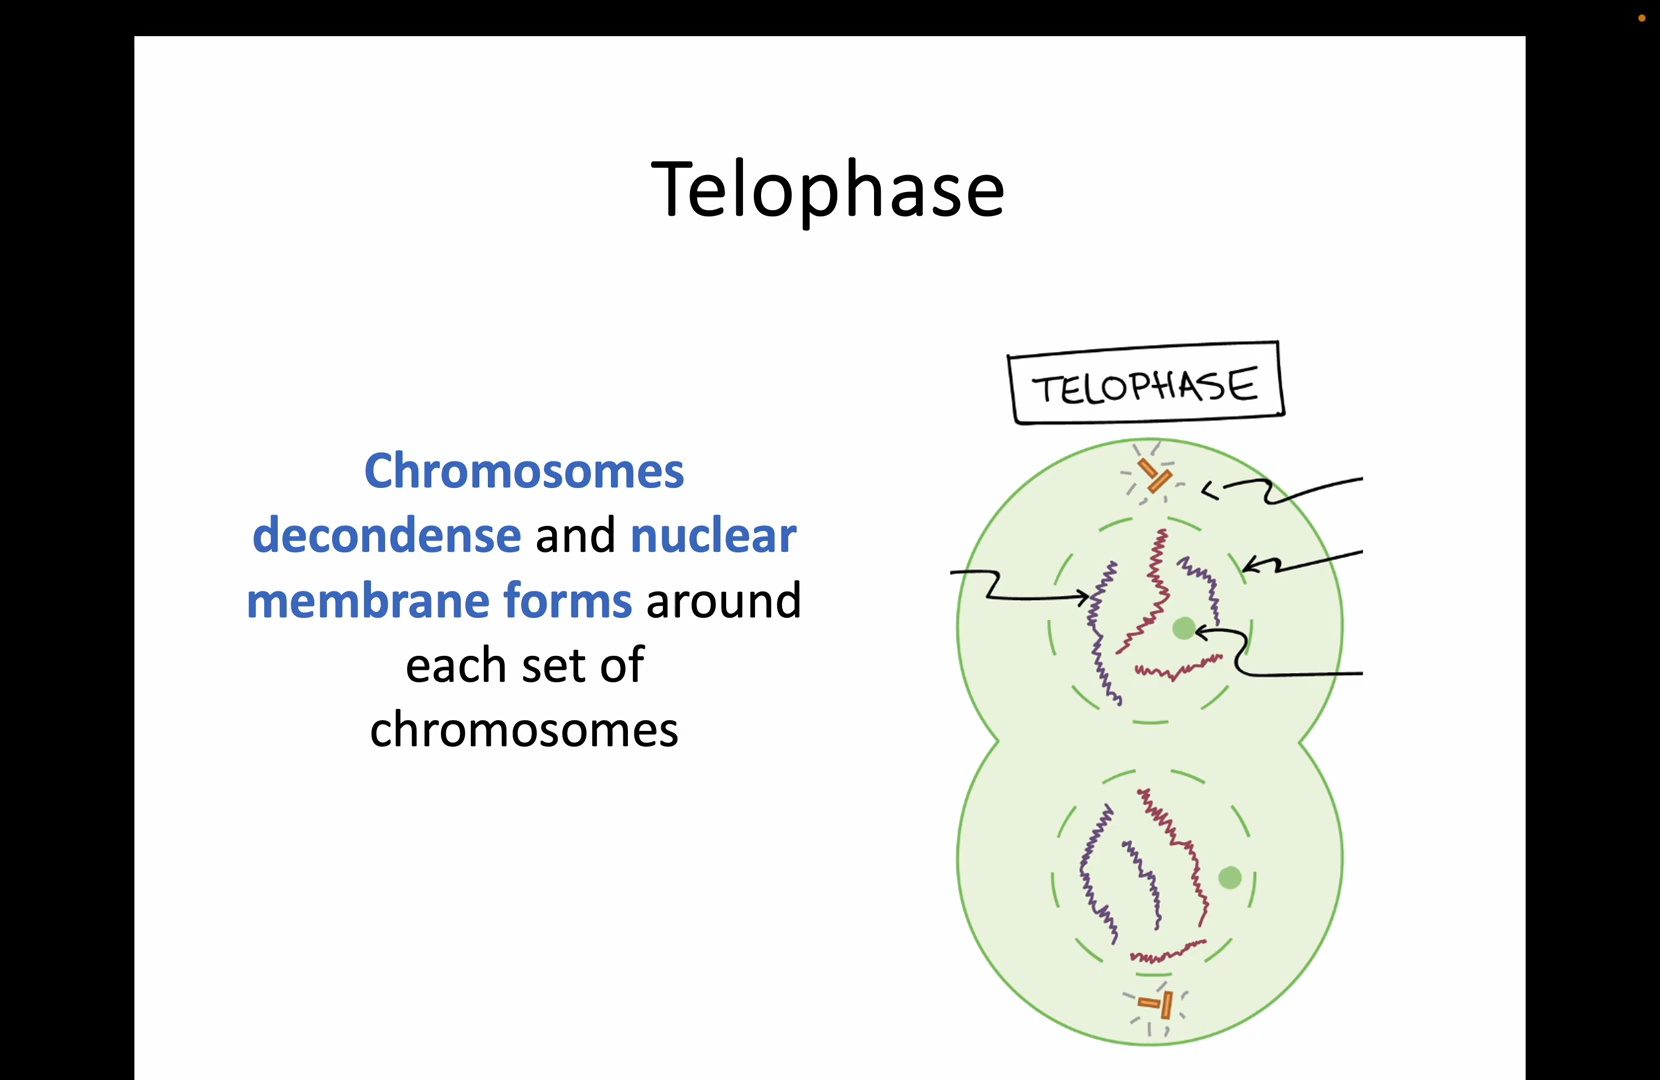 Telophase
Chromosomes
decondense and nuclear
membrane forms around
each set of
chromosomes
TELOPHASE